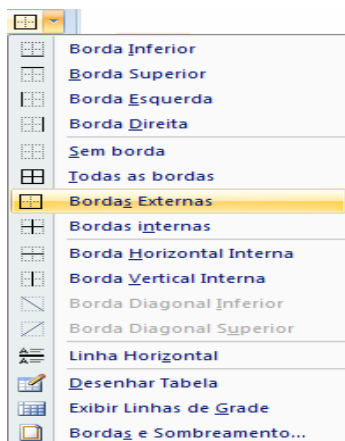 Borda Inferior
Borda Superior
Borda Esquerda
Borda Direita
Sem borda
Todas as bordas
Bordas Externas
Bordas internas
Borda Horizontal Interna
Borda Vertical Interna
Borda Diagonal Inferior
Borda Diagonal Superior
Linha Horizontal
Desenhar Tabela
Exibir Linhas de Grade
Bordas e Sombreamento...